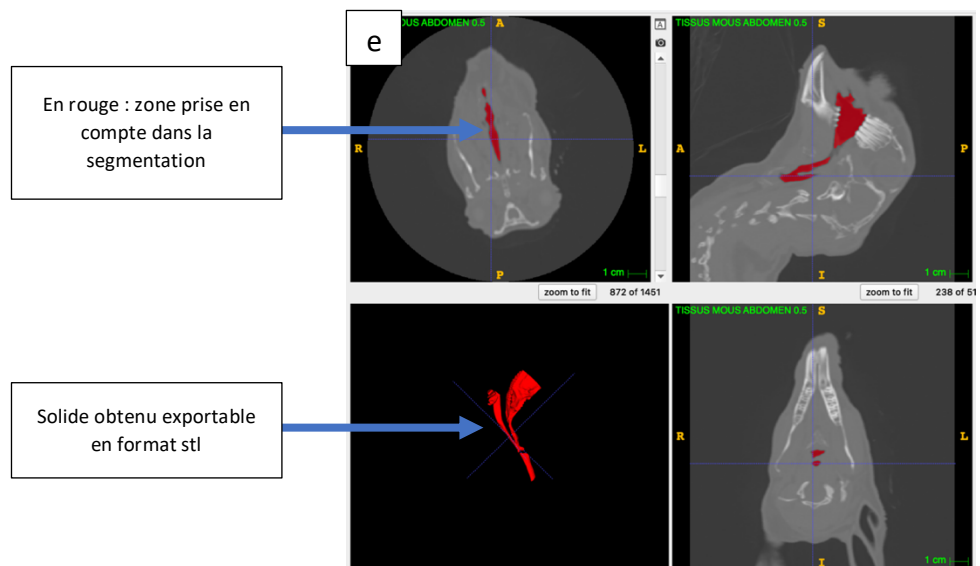 e
TISSUS MOUS ABDOMEN 0.5
A
R
L
P
1 cm
zoom to fit
872 of 1451
TISSUS MOUS ABDOMEN 0.5
S
A
P
I
1 cm
zoom to fit
238 of 51
En rouge : zone prise en
compte dans la
segmentation
Solide obtenu exportable
en format stl
TISSUS MOUS ABDOMEN 0.5
S
R
L
I
1 cm